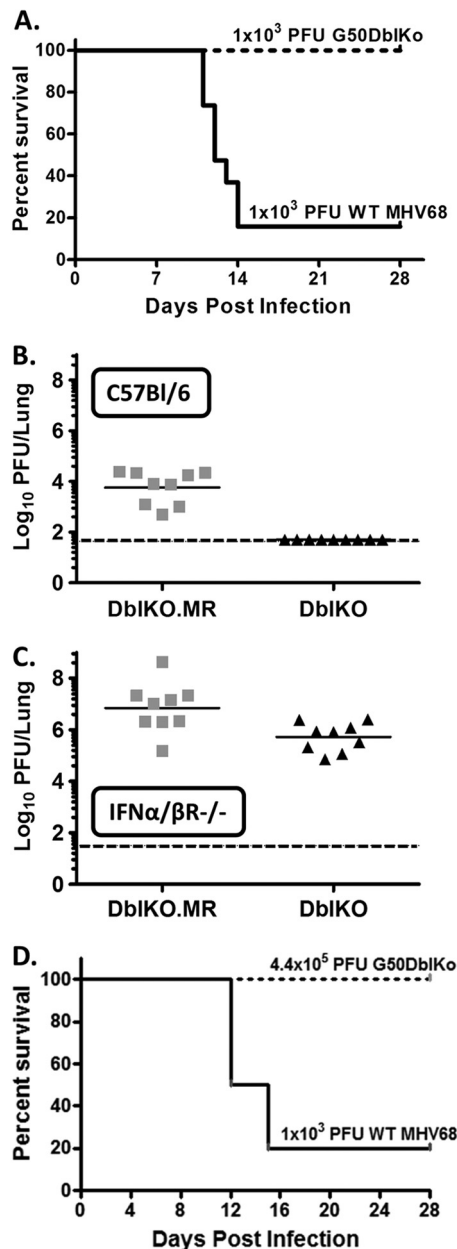 A.
1x10³ PFU G50DblKo
100
80
60
40
20
0
Percent survival
1x10³ PFU WT MHV68
0 7 14 21 28
Days Post Infection
B.
C57Bl/6
8
6
4
2
0
Log₁₀ PFU/Lung
DblKO.MR DblKO
C.
8
6
4
2
0
Log₁₀ PFU/Lung
IFNα/βR-/-
DblKO.MR DblKO
D.
4.4x10⁵ PFU G50DblKo
100
80
60
40
20
0
Percent survival
1x10³ PFU WT MHV68
0 4 8 12 16 20 24 28
Days Post Infection